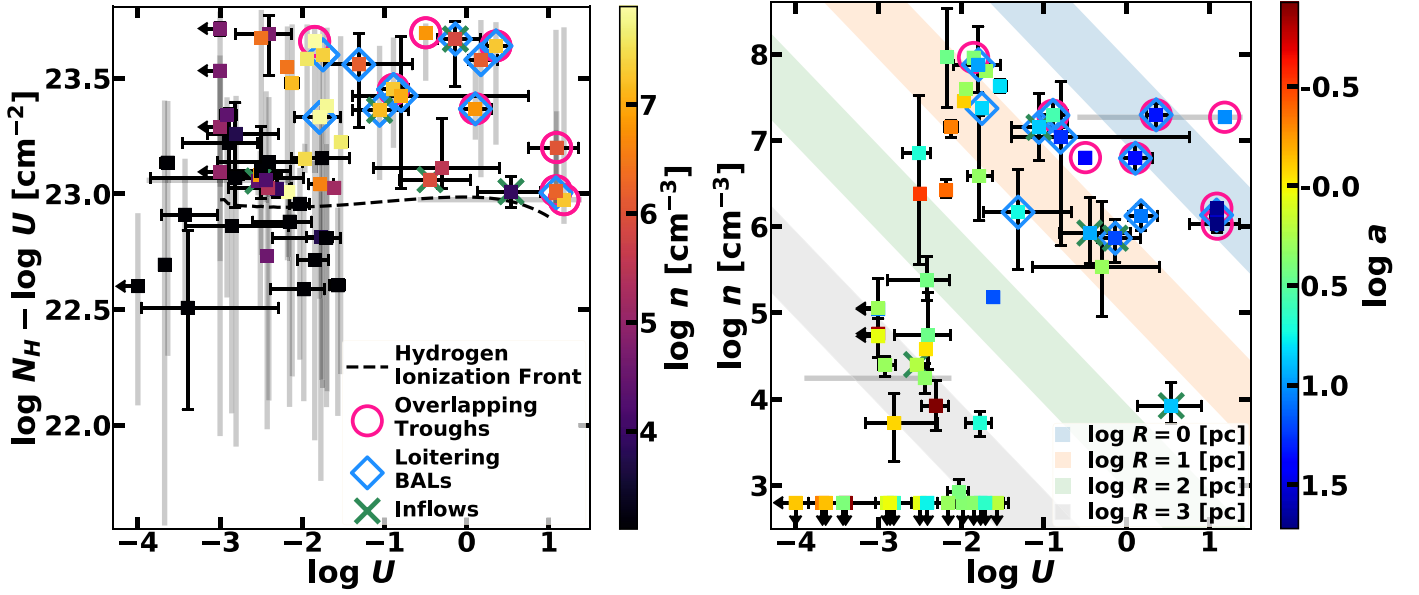 log N_H − log U [cm⁻²]
23.5
23.0
22.5
22.0
−4 −3 −2 −1 0 1
log U
Hydrogen
Ionization Front
Overlapping
Troughs
Loitering
BALs
Inflows
7
6
5
4
log n [cm⁻³]
log n [cm⁻³]
8
7
6
5
4
3
−4 −3 −2 −1 0 1
log U
log R = 0 [pc]
log R = 1 [pc]
log R = 2 [pc]
log R = 3 [pc]
-0.5
-0.0
0.5
1.0
1.5
log a